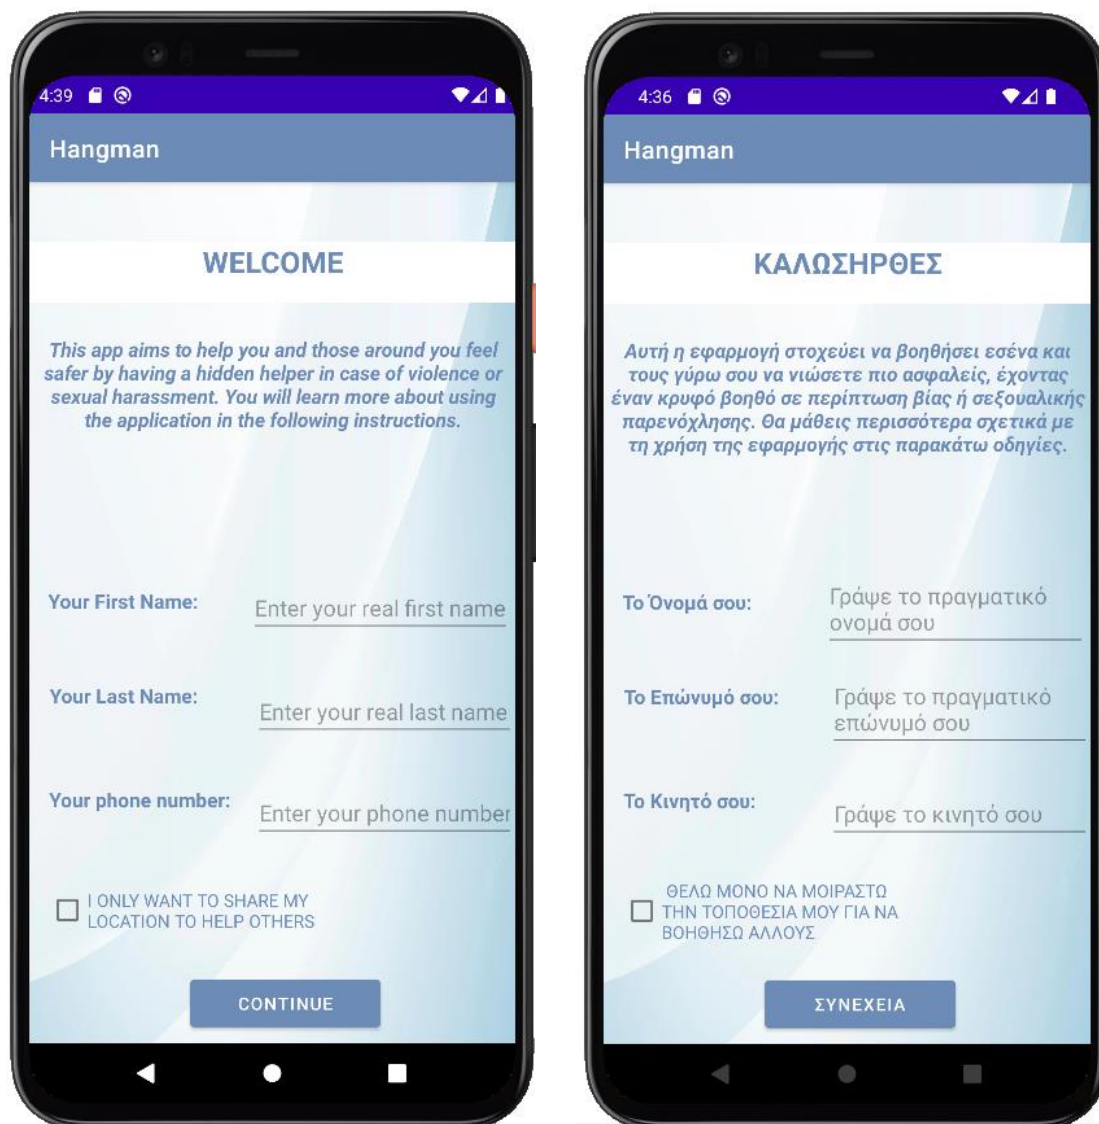 4:39
Hangman
WELCOME
This app aims to help you and those around you feel
safer by having a hidden helper in case of violence or
sexual harassment. You will learn more about using
the application in the following instructions.
Your First Name:
Enter your real first name
Your Last Name:
Enter your real last name
Your phone number:
Enter your phone number
I ONLY WANT TO SHARE MY
LOCATION TO HELP OTHERS
CONTINUE
4:36
Hangman
ΚΑΛΩΣΗΡΘΕΣ
Αυτή η εφαρμογή στοχεύει να βοηθήσει εσένα και
τους γύρω σου να νιώσετε πιο ασφαλείς, έχοντας
έναν κρυφό βοηθό σε περίπτωση βίας ή σεξουαλικής
παρενόχλησης. Θα μάθεις περισσότερα σχετικά με
τη χρήση της εφαρμογής στις παρακάτω οδηγίες.
Το Όνομά σου:
Γράψε το πραγματικό
ονομά σου
Το Επώνυμό σου:
Γράψε το πραγματικό
επώνυμό σου
Το Κινητό σου:
Γράψε το κινητό σου
ΘΕΛΩ ΜΟΝΟ ΝΑ ΜΟΙΡΑΣΤΩ
ΤΗΝ ΤΟΠΟΘΕΣΙΑ ΜΟΥ ΓΙΑ ΝΑ
ΒΟΗΘΗΣΩ ΑΛΛΟΥΣ
ΣΥΝΕΧΕΙΑ